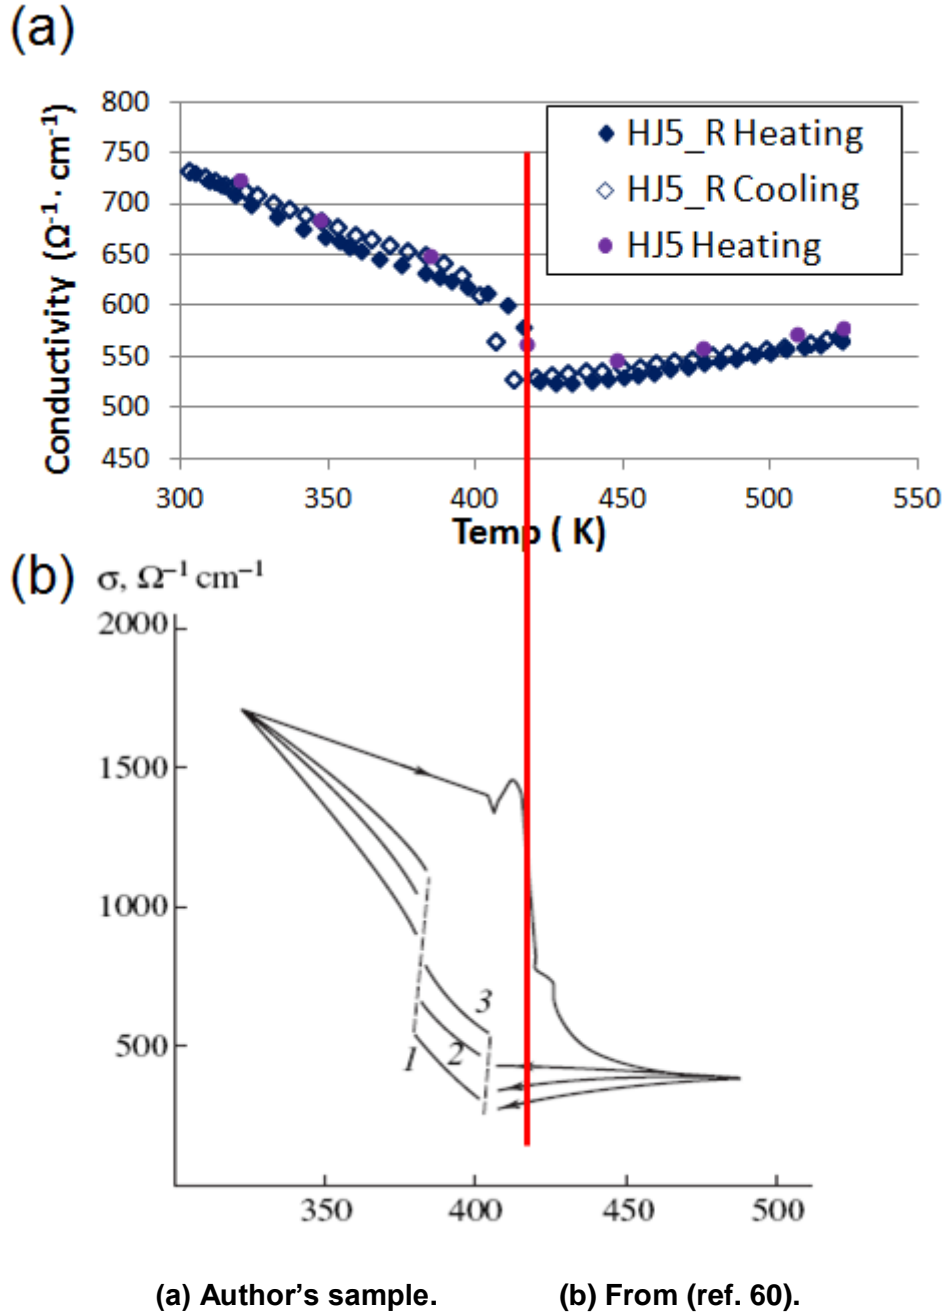 (a)
800
750
700
650
600
550
500
450
Conductivity (Ω⁻¹ · cm⁻¹)
HJ5_R Heating
HJ5_R Cooling
HJ5 Heating
300 350 400 450 500 550
Temp ( K)
(b) σ, Ω⁻¹ cm⁻¹
2000
1500
1000
500
3
2
1
350 400 450 500
(a) Author's sample. (b) From (ref. 60).